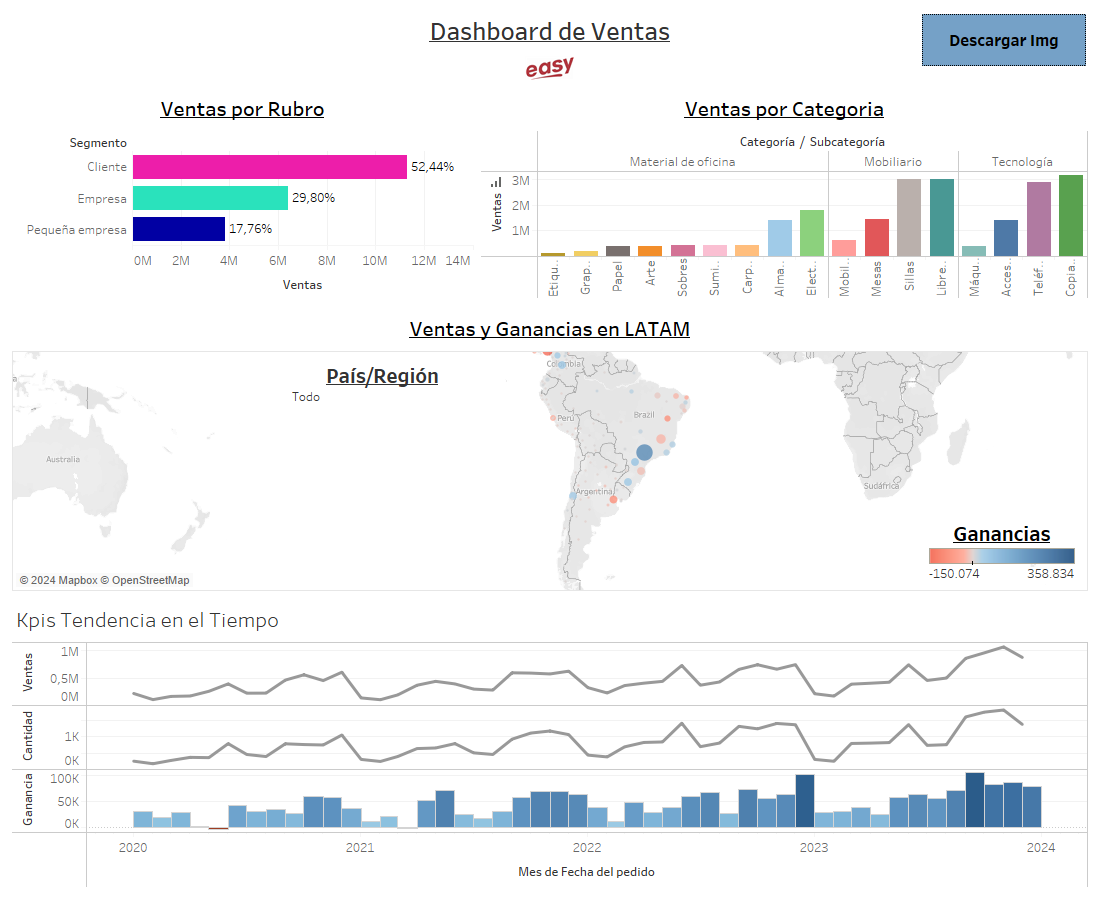 Dashboard de Ventas
Descargar Img
easy
Ventas por Rubro
Segmento
Cliente
52,44%
Empresa
29,80%
Pequeña empresa
17,76%
0M 2M 4M 6M 8M 10M 12M 14M
Ventas
Ventas por Categoria
Categoría / Subcategoría
Material de oficina Mobiliario Tecnología
Ventas
3M
2M
1M
Etiqu.. Grap.. Papel Arte Sobres Sumi.. Carp.. Alma.. Elect.. Mobil.. Mesas Sillas Libre.. Máqu.. Acces.. Teléf.. Copia..
Ventas y Ganancias en LATAM
País/Región
Todo
Colombia
Perú
Brazil
Australia
Argentina
Sudáfrica
Ganancias
-150.074 358.834
© 2024 Mapbox © OpenStreetMap
Kpis Tendencia en el Tiempo
Ventas
1M
0,5M
0M
Cantidad
1K
0K
Ganancia
100K
50K
0K
2020 2021 2022 2023 2024
Mes de Fecha del pedido